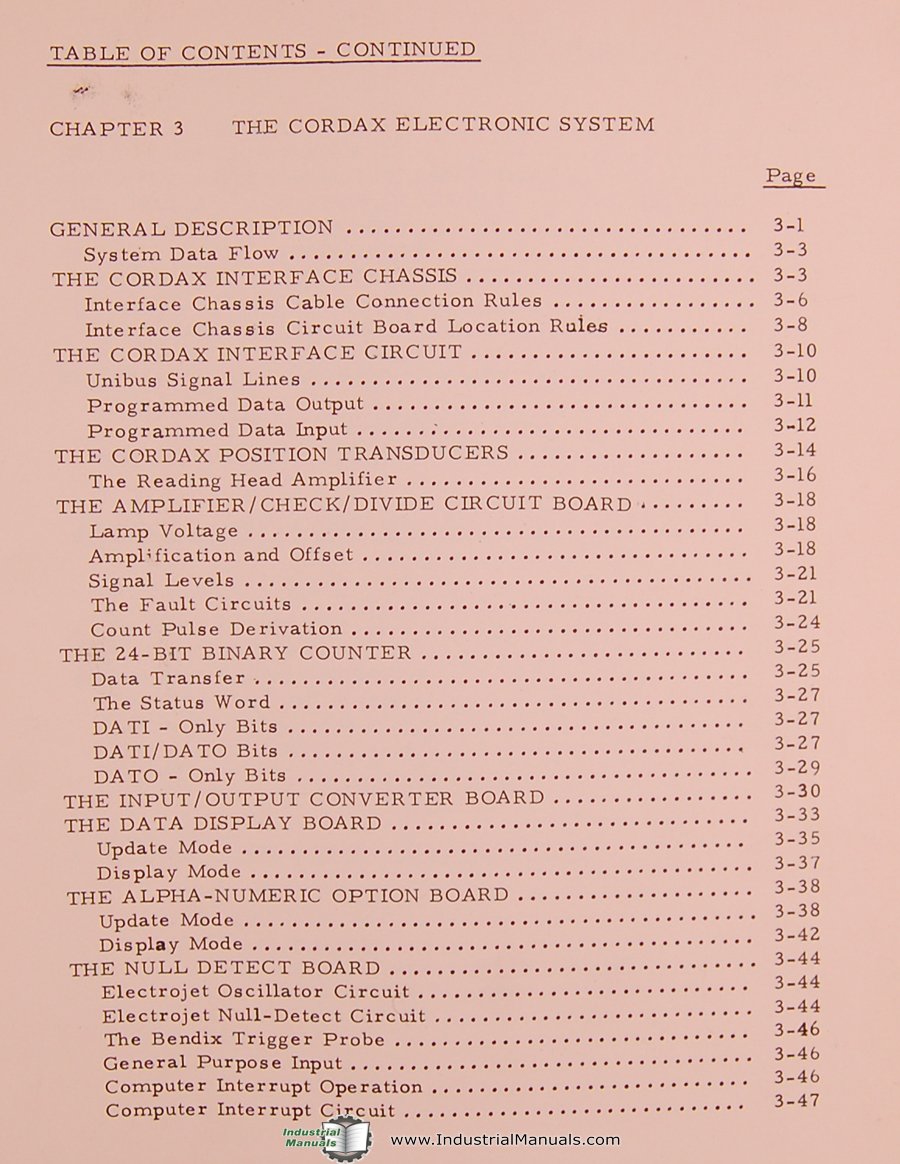 TABLE OF CONTENTS - CONTINUED
CHAPTER 3 THE CORDAX ELECTRONIC SYSTEM
Page
GENERAL DESCRIPTION ................................. 3-1
System Data Flow ...................................... 3-3
THE CORDAX INTERFACE CHASSIS ........................ 3-3
Interface Chassis Cable Connection Rules ................. 3-6
Interface Chassis Circuit Board Location Rules ........... 3-8
THE CORDAX INTERFACE CIRCUIT ....................... 3-10
Unibus Signal Lines .................................... 3-10
Programmed Data Output ............................... 3-11
Programmed Data Input ................................ 3-12
THE CORDAX POSITION TRANSDUCERS ................... 3-14
The Reading Head Amplifier ............................ 3-16
THE AMPLIFIER/CHECK/DIVIDE CIRCUIT BOARD ......... 3-18
Lamp Voltage ......................................... 3-18
Amplification and Offset ................................ 3-18
Signal Levels .......................................... 3-21
The Fault Circuits ..................................... 3-21
Count Pulse Derivation ................................. 3-24
THE 24-BIT BINARY COUNTER ........................... 3-25
Data Transfer ......................................... 3-25
The Status Word ....................................... 3-27
DATI - Only Bits ...................................... 3-27
DATI/DATO Bits ...................................... 3-27
DATO - Only Bits ...................................... 3-29
THE INPUT/OUTPUT CONVERTER BOARD ................. 3-30
THE DATA DISPLAY BOARD .............................. 3-33
Update Mode .......................................... 3-35
Display Mode .......................................... 3-37
THE ALPHA-NUMERIC OPTION BOARD .................... 3-38
Update Mode ........................................... 3-38
Display Mode .......................................... 3-42
THE NULL DETECT BOARD ............................... 3-44
Electrojet Oscillator Circuit ............................ 3-44
Electrojet Null-Detect Circuit ........................... 3-44
The Bendix Trigger Probe .............................. 3-46
General Purpose Input .................................. 3-46
Computer Interrupt Operation ........................... 3-46
Computer Interrupt Circuit ............................. 3-47
Industrial
Manuals
www.IndustrialManuals.com